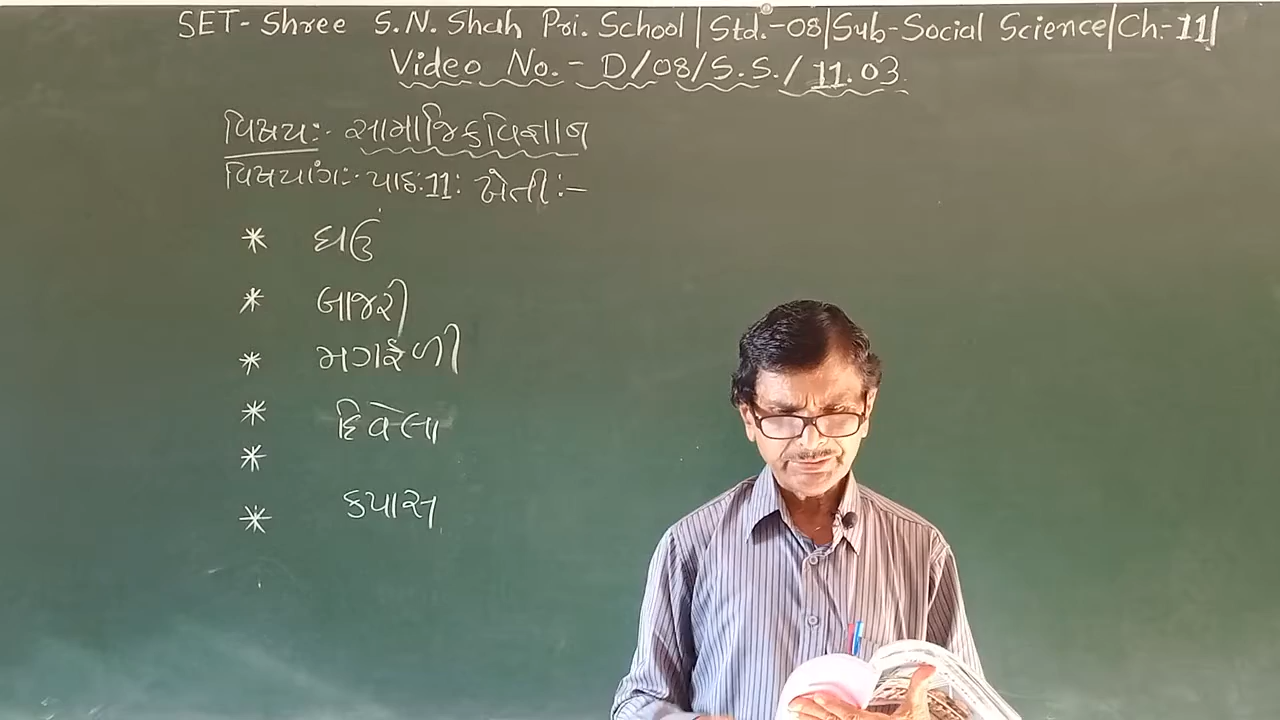 SET- Shree S.N. Shah Pri. School | Std.-08 | Sub-Social Science | Ch-11 |
Video No. - D/08/S.S./ 11.03.
વિષય:- સામાજિકવિજ્ઞાન
વિષયાંગ:- પાઠ:11: ખેતી:-
* ઘઉં
* બાજરી
* મગફળી
* દિવેલા
*
* કપાસ